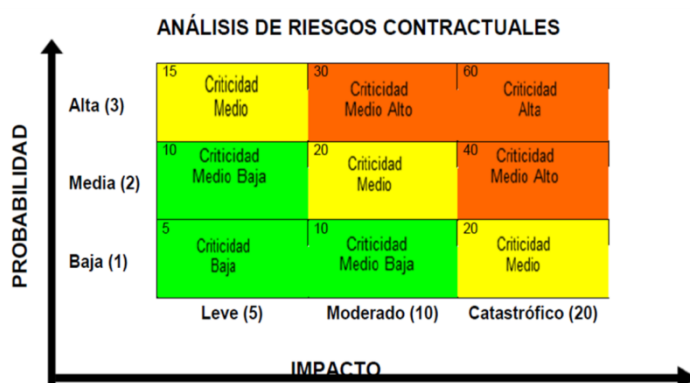 ANÁLISIS DE RIESGOS CONTRACTUALES
PROBABILIDAD
Alta (3)
15
Criticidad
Medio
30
Criticidad
Medio Alto
60
Criticidad
Alta
Media (2)
10
Criticidad
Medio Baja
20
Criticidad
Medio
40
Criticidad
Medio Alto
Baja (1)
5
Criticidad
Baja
10
Criticidad
Medio Baja
20
Criticidad
Medio
Leve (5)
Moderado (10)
Catastrófico (20)
IMPACTO